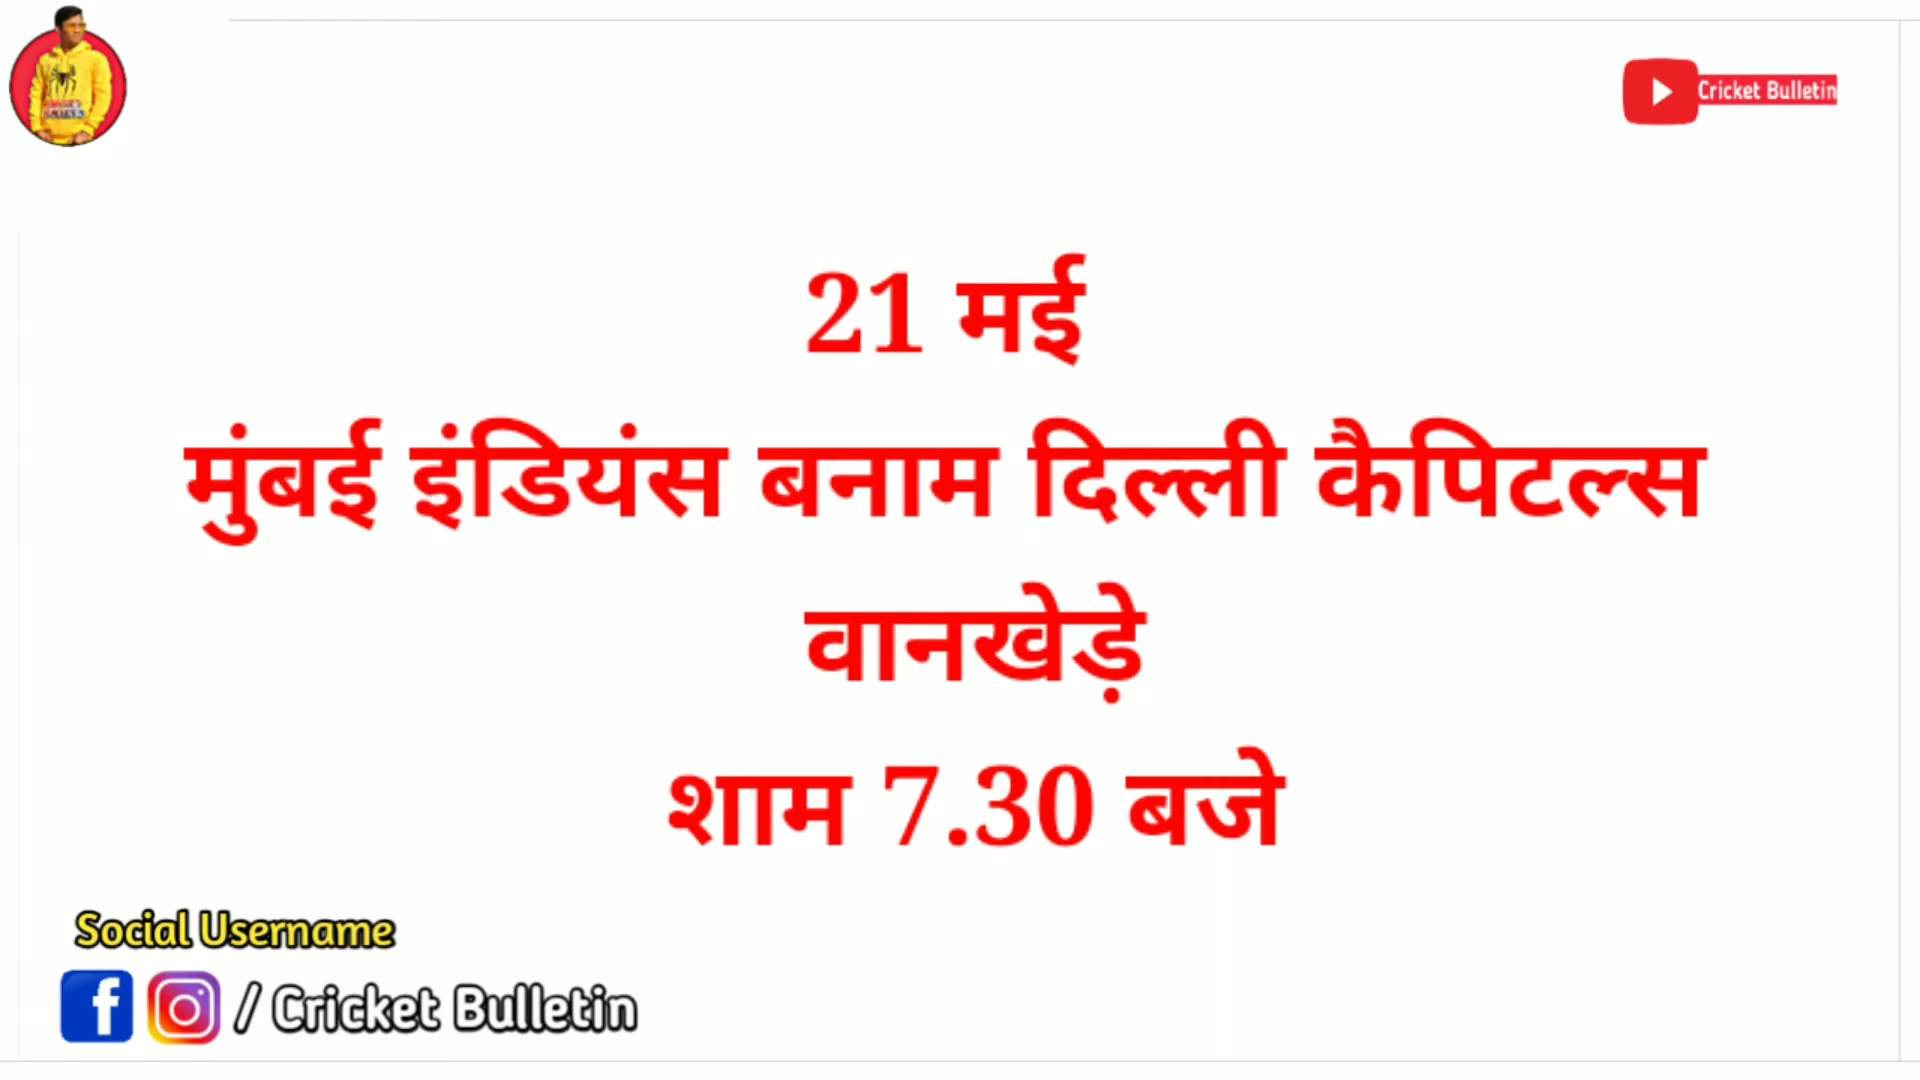 Cricket Bulletin
21 मई
मुंबई इंडियंस बनाम दिल्ली कैपिटल्स
वानखेड़े
शाम 7.30 बजे
Social Username
/ Cricket Bulletin